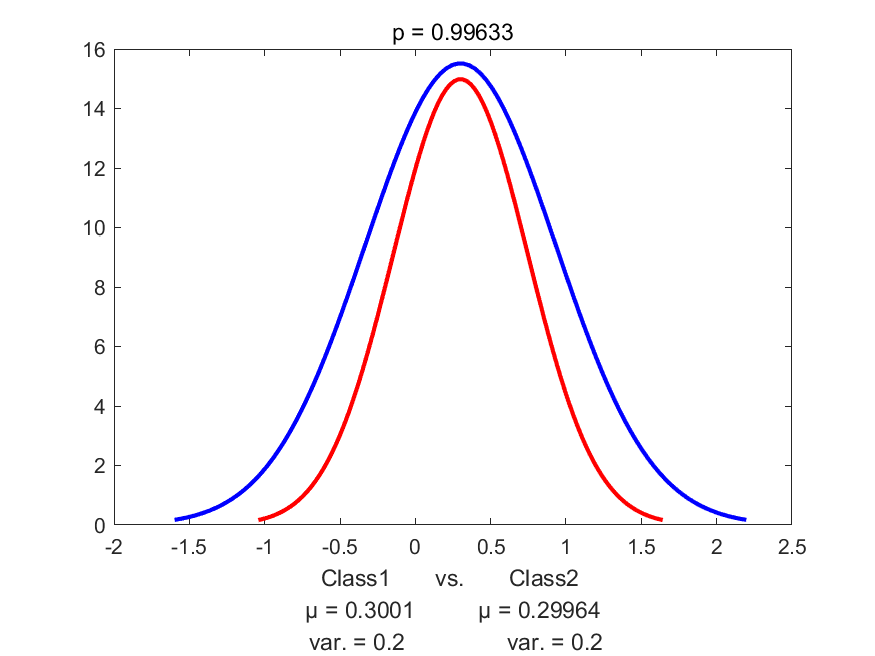 p = 0.99633
16
14
12
10
8
6
4
2
0
-2 -1.5 -1 -0.5 0 0.5 1 1.5 2 2.5
Class1 vs. Class2
μ = 0.3001 μ = 0.29964
var. = 0.2 var. = 0.2